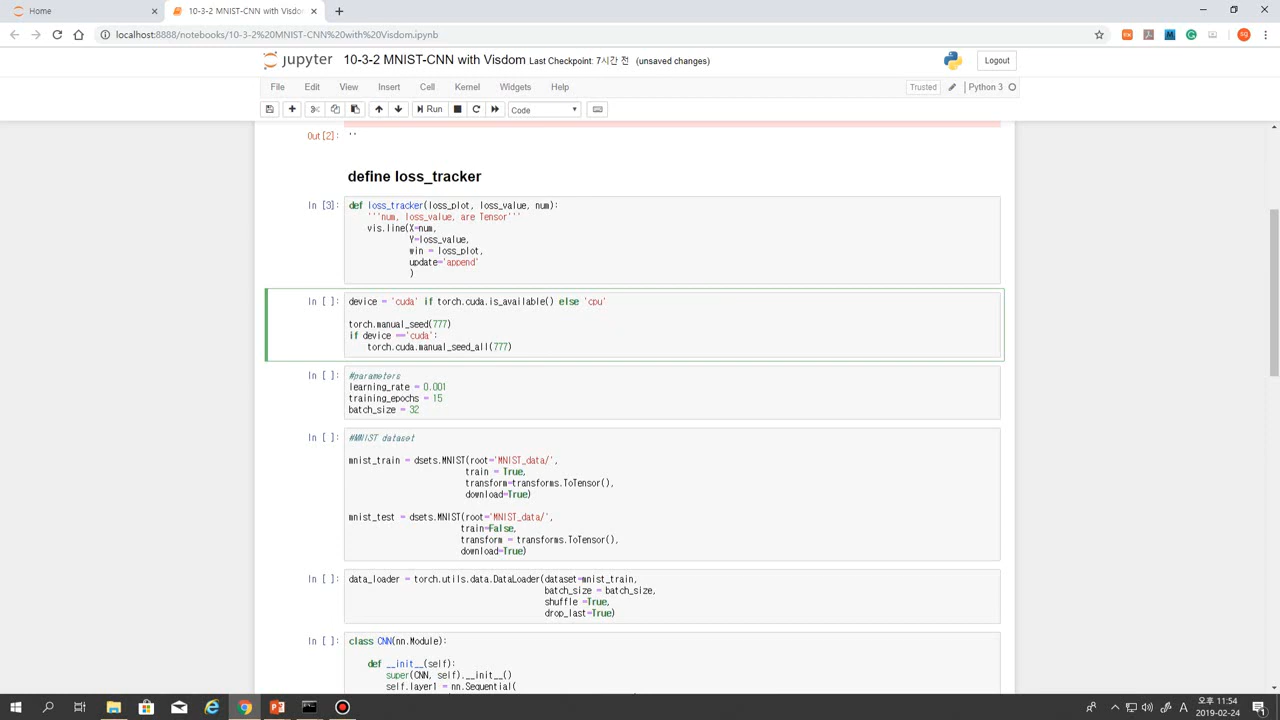 Home
10-3-2 MNIST-CNN with Visdo
localhost:8888/notebooks/10-3-2%20MNIST-CNN%20with%20Visdom.ipynb
jupyter 10-3-2 MNIST-CNN with Visdom Last Checkpoint: 7시간 전 (unsaved changes)
Logout
File Edit View Insert Cell Kernel Widgets Help
Trusted Python 3
Run Code
Out[2]: ''
define loss_tracker
In [3]: def loss_tracker(loss_plot, loss_value, num):
'''num, loss_value, are Tensor'''
vis.line(X=num,
Y=loss_value,
win = loss_plot,
update='append'
)
In [ ]: device = 'cuda' if torch.cuda.is_available() else 'cpu'
torch.manual_seed(777)
if device =='cuda':
torch.cuda.manual_seed_all(777)
In [ ]: #parameters
learning_rate = 0.001
training_epochs = 15
batch_size = 32
In [ ]: #MNIST dataset
mnist_train = dsets.MNIST(root='MNIST_data/',
train = True,
transform=transforms.ToTensor(),
download=True)
mnist_test = dsets.MNIST(root='MNIST_data/',
train=False,
transform = transforms.ToTensor(),
download=True)
In [ ]: data_loader = torch.utils.data.DataLoader(dataset=mnist_train,
batch_size = batch_size,
shuffle =True,
drop_last=True)
In [ ]: class CNN(nn.Module):
def __init__(self):
super(CNN, self).__init__()
self.layer1 = nn.Sequential(
A
오후 11:54
2019-02-24